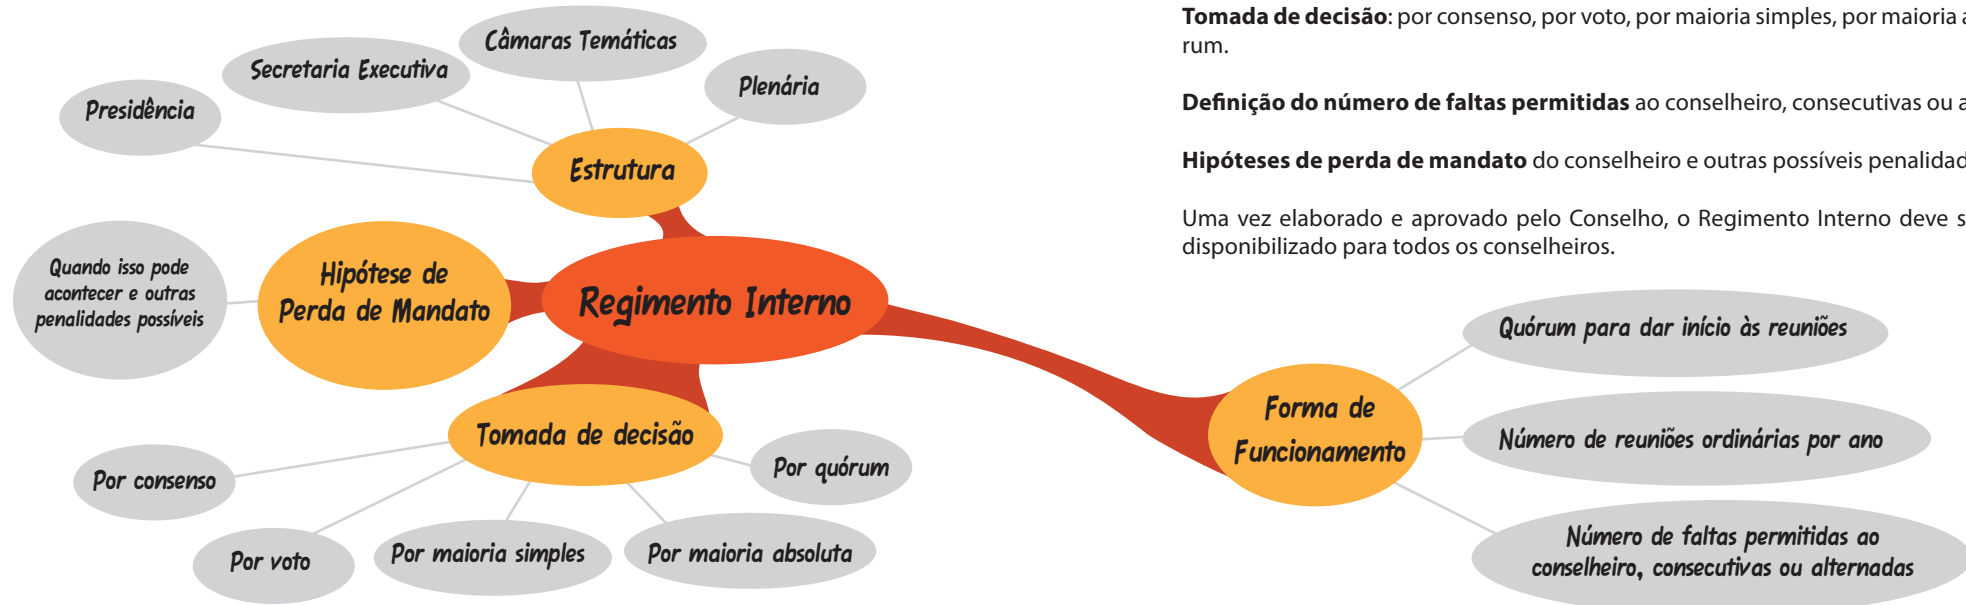 Tomada de decisão: por consenso, por voto, por maioria simples, por maioria a
rum.
Definição do número de faltas permitidas ao conselheiro, consecutivas ou a
Hipóteses de perda de mandato do conselheiro e outras possíveis penalidad
Uma vez elaborado e aprovado pelo Conselho, o Regimento Interno deve s
disponibilizado para todos os conselheiros.
Regimento Interno
Estrutura
Presidência
Secretaria Executiva
Câmaras Temáticas
Plenária
Hipótese de
Perda de Mandato
Quando isso pode
acontecer e outras
penalidades possíveis
Tomada de decisão
Por consenso
Por voto
Por maioria simples
Por maioria absoluta
Por quórum
Forma de
Funcionamento
Quórum para dar início às reuniões
Número de reuniões ordinárias por ano
Número de faltas permitidas ao
conselheiro, consecutivas ou alternadas